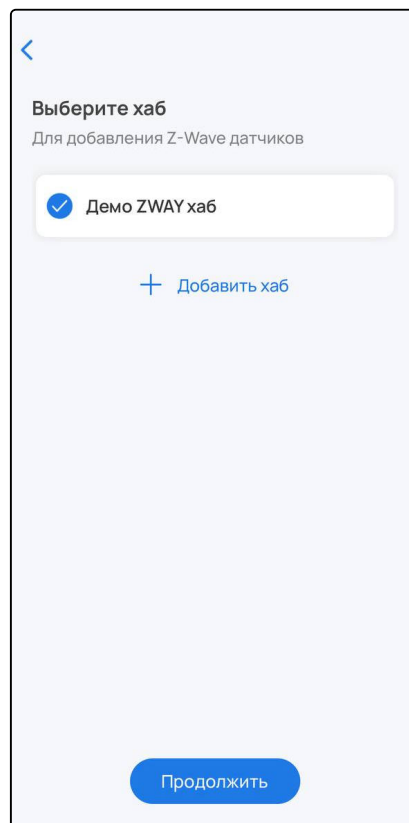 Выберите хаб
Для добавления Z-Wave датчиков
Демо ZWAY хаб
Добавить хаб
Продолжить